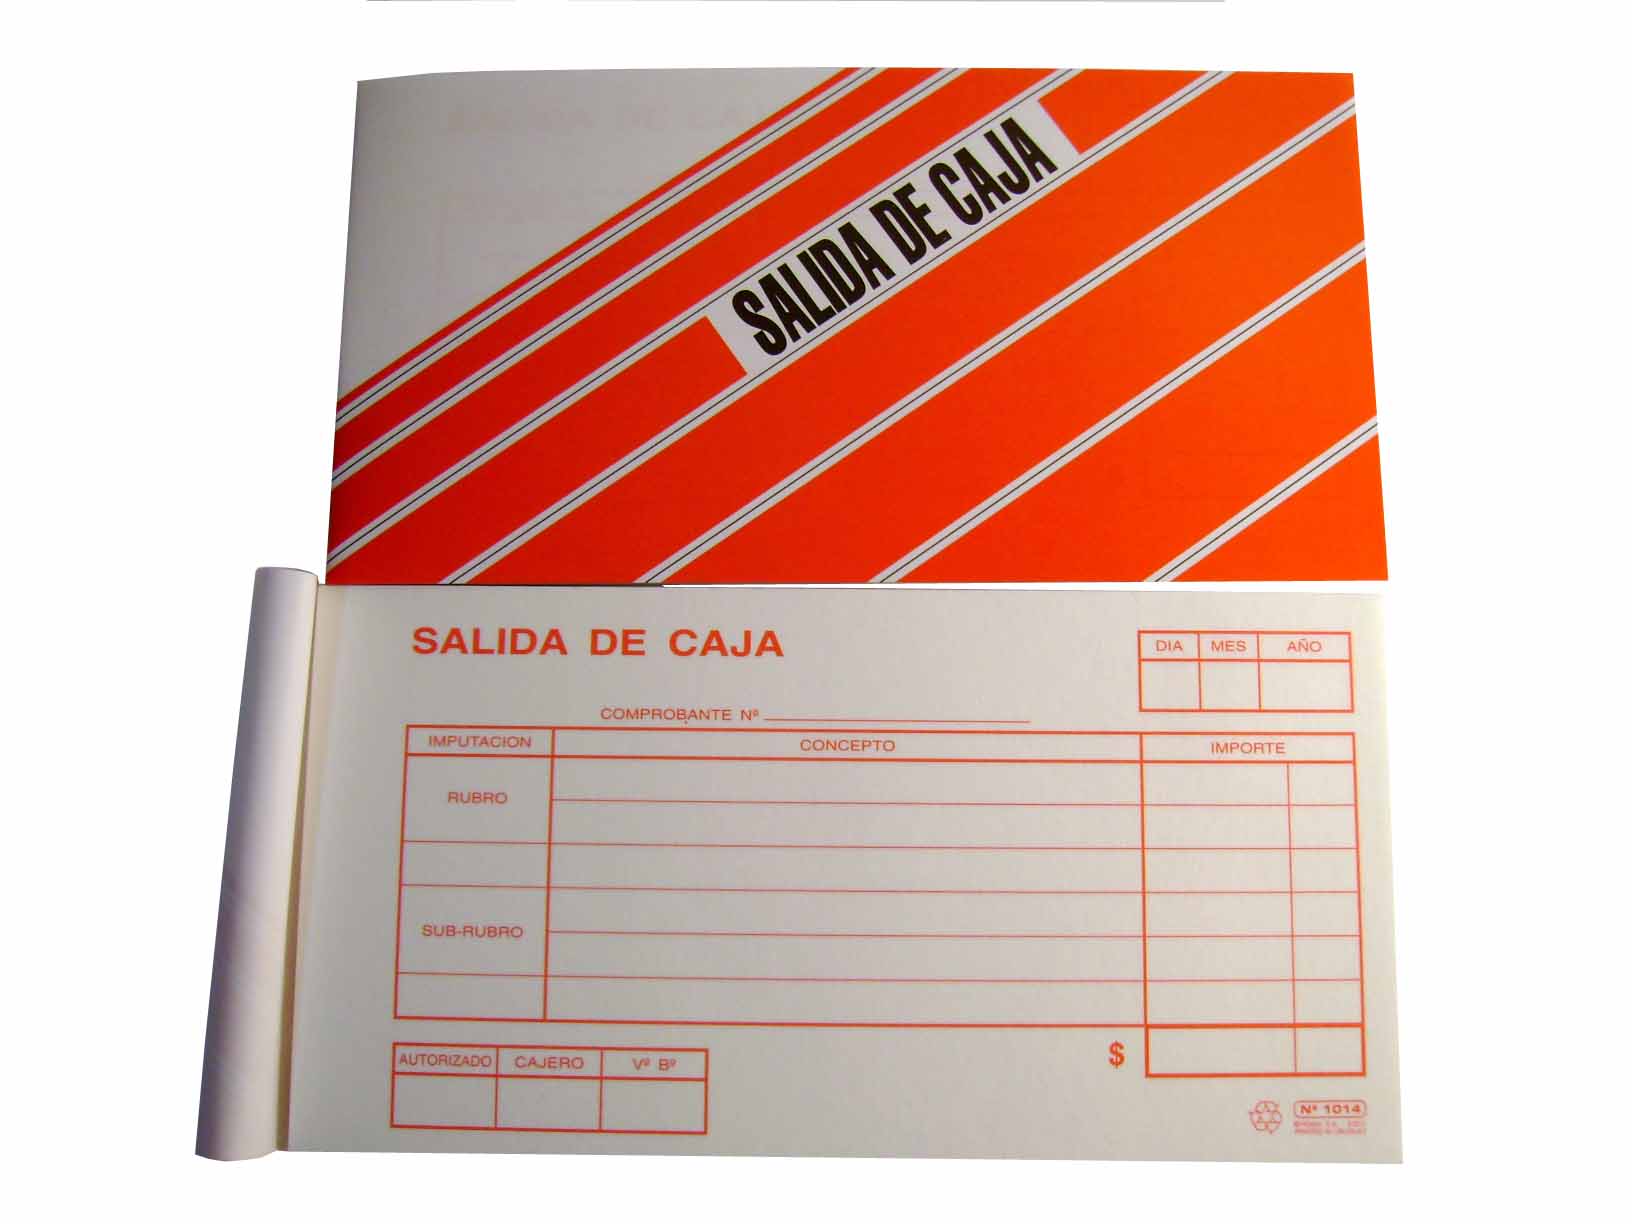 SALIDA DE CAJA
SALIDA DE CAJA
DIA MES AÑO
COMPROBANTE Nº
IMPUTACION CONCEPTO IMPORTE
RUBRO
SUB-RUBRO
AUTORIZADO CAJERO Vº Bº
$
Nº 1014